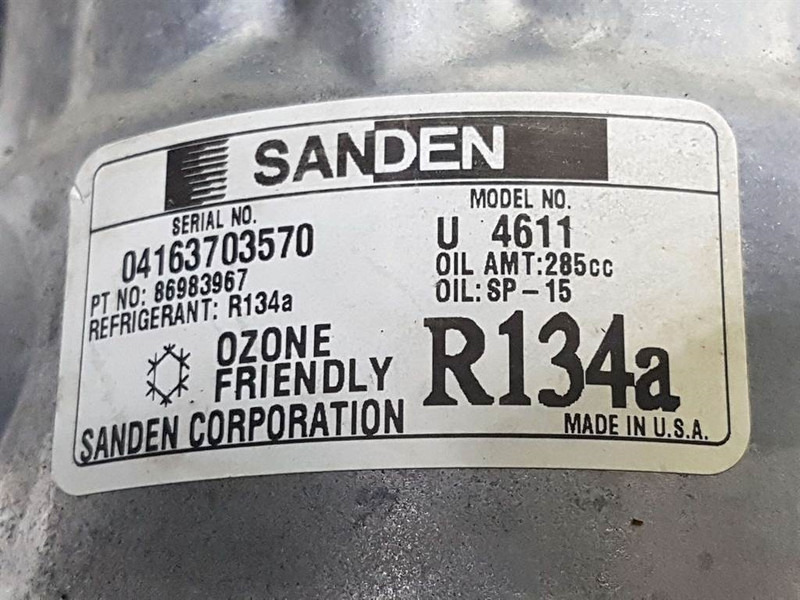 SANDEN
SERIAL NO.
04163703570
PT NO: 86983967
REFRIGERANT: R134a
MODEL NO.
U 4611
OIL AMT:285cc
OIL:SP-15
OZONE
FRIENDLY
R134a
SANDEN CORPORATION
MADE IN U.S.A.